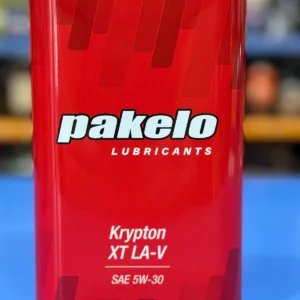 pakelo
LUBRICANTS
Krypton
XT LA-V
SAE 5W-30